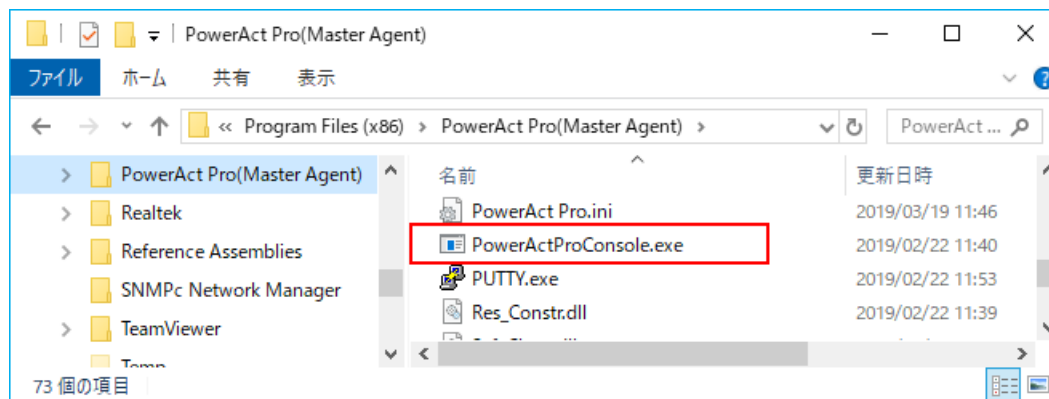 PowerAct Pro(Master Agent)
ファイル ホーム 共有 表示
« Program Files (x86) > PowerAct Pro(Master Agent) > PowerAct ...
PowerAct Pro(Master Agent)
Realtek
Reference Assemblies
SNMPc Network Manager
TeamViewer
Temp
名前 更新日時
PowerAct Pro.ini 2019/03/19 11:46
PowerActProConsole.exe 2019/02/22 11:40
PUTTY.exe 2019/02/22 11:53
Res_Constr.dll 2019/02/22 11:39
73 個の項目